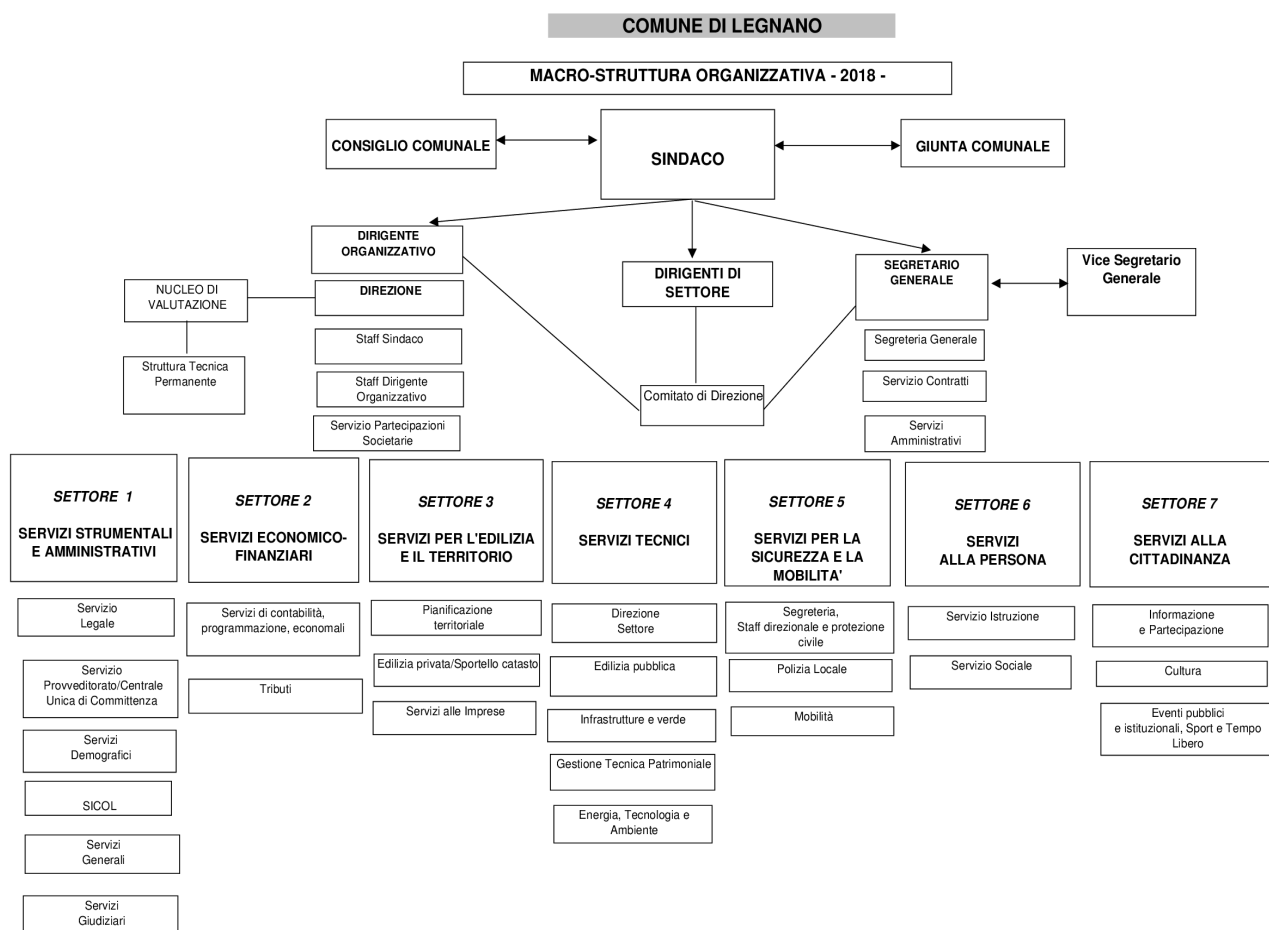 COMUNE DI LEGNANO
MACRO-STRUTTURA ORGANIZZATIVA - 2018 -
CONSIGLIO COMUNALE
SINDACO
GIUNTA COMUNALE
DIRIGENTE
ORGANIZZATIVO
DIRIGENTI DI
SETTORE
SEGRETARIO
GENERALE
Vice Segretario
Generale
NUCLEO DI
VALUTAZIONE
DIREZIONE
Struttura Tecnica
Permanente
Staff Sindaco
Staff Dirigente
Organizzativo
Servizio Partecipazioni
Societarie
Comitato di Direzione
Segreteria Generale
Servizio Contratti
Servizi
Amministrativi
SETTORE 1
SERVIZI STRUMENTALI
E AMMINISTRATIVI
Servizio
Legale
Servizio
Provveditorato/Centrale
Unica di Committenza
Servizi
Demografici
SICOL
Servizi
Generali
Servizi
Giudiziari
SETTORE 2
SERVIZI ECONOMICO-
FINANZIARI
Servizi di contabilità,
programmazione, economali
Tributi
SETTORE 3
SERVIZI PER L'EDILIZIA
E IL TERRITORIO
Pianificazione
territoriale
Edilizia privata/Sportello catasto
Servizi alle Imprese
SETTORE 4
SERVIZI TECNICI
Direzione
Settore
Edilizia pubblica
Infrastrutture e verde
Gestione Tecnica Patrimoniale
Energia, Tecnologia e
Ambiente
SETTORE 5
SERVIZI PER LA
SICUREZZA E LA
MOBILITA'
Segreteria,
Staff direzionale e protezione
civile
Polizia Locale
Mobilità
SETTORE 6
SERVIZI
ALLA PERSONA
Servizio Istruzione
Servizio Sociale
SETTORE 7
SERVIZI ALLA
CITTADINANZA
Informazione
e Partecipazione
Cultura
Eventi pubblici
e istituzionali, Sport e Tempo
Libero